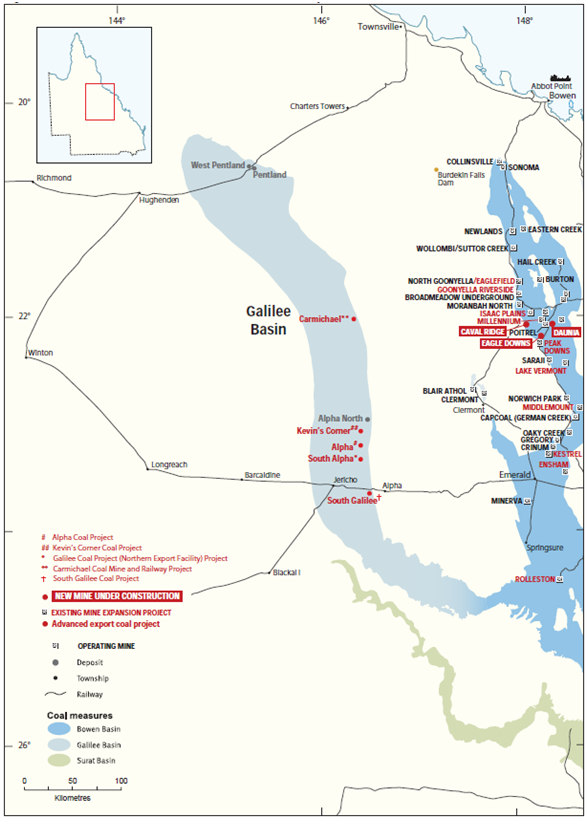 144°
146°
148°
Townsville
Abbot Point
Bowen
20°
Charters Towers
COLLINSVILLE
SONOMA
West Pentland
Pentland
Burdekin Falls
Dam
Richmond
Hughenden
NEWLANDS
EASTERN CREEK
WOLLOMBI/SUTTOR CREEK
HAIL CREEK
NORTH GOONYELLA/EAGLEFIELD
BURTON
GOONYELLA RIVERSIDE
BROADMEADOW UNDERGROUND
MORANBAH NORTH
Galilee
Basin
22°
Carmichael**
ISAAC PLAINS
MILLENNIUM
CAVAL RIDGE
POITREL
DAUNIA
EAGLE DOWNS
PEAK
DOWNS
Winton
SARAJI
LAKE VERMONT
BLAIR ATHOL
CLERMONT
Clermont
NORWICH PARK
MIDDLEMOUNT
CAPCOAL (GERMAN CREEK)
Alpha North
Kevin's Corner##
Alpha#
South Alpha*
OAKY CREEK
GREGORY
CRINUM
KESTREL
ENSHAM
Longreach
Barcaldine
Jericho
Alpha
Emerald
South Galilee†
MINERVA
Springsure
Blackal l
ROLLESTON
# Alpha Coal Project
## Kevin's Corner Coal Project
* Galilee Coal Project (Northern Export Facility) Project
** Carmichael Coal Mine and Railway Project
† South Galilee Coal Project
NEW MINE UNDER CONSTRUCTION
EXISTING MINE EXPANSION PROJECT
Advanced export coal project
OPERATING MINE
Deposit
Township
Railway
Coal measures
Bowen Basin
Galilee Basin
Surat Basin
26°
0 50 100
Kilometres
146°
148°